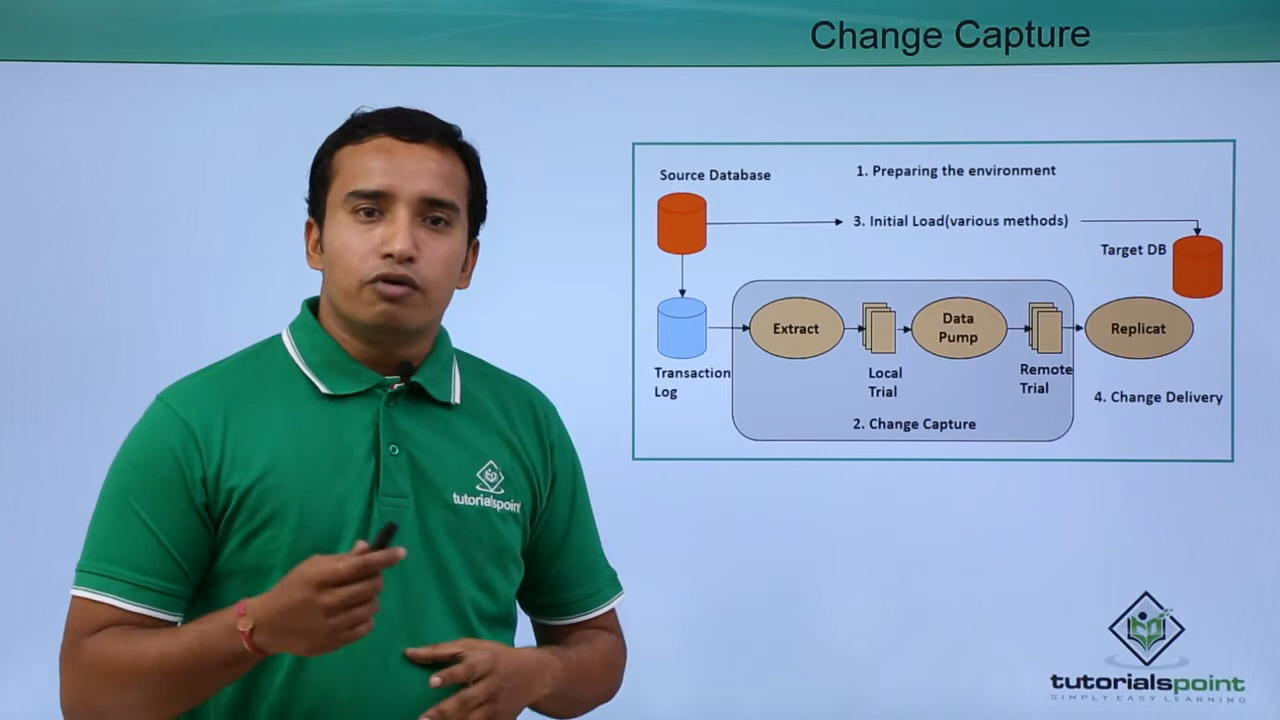 Change Capture
Source Database
1. Preparing the environment
3. Initial Load(various methods)
Target DB
Extract
Data
Pump
Replicat
Transaction
Log
Local
Trial
Remote
Trial
4. Change Delivery
2. Change Capture
tutorialspoint
tutorialspoint
SIMPLY EASY LEARNING